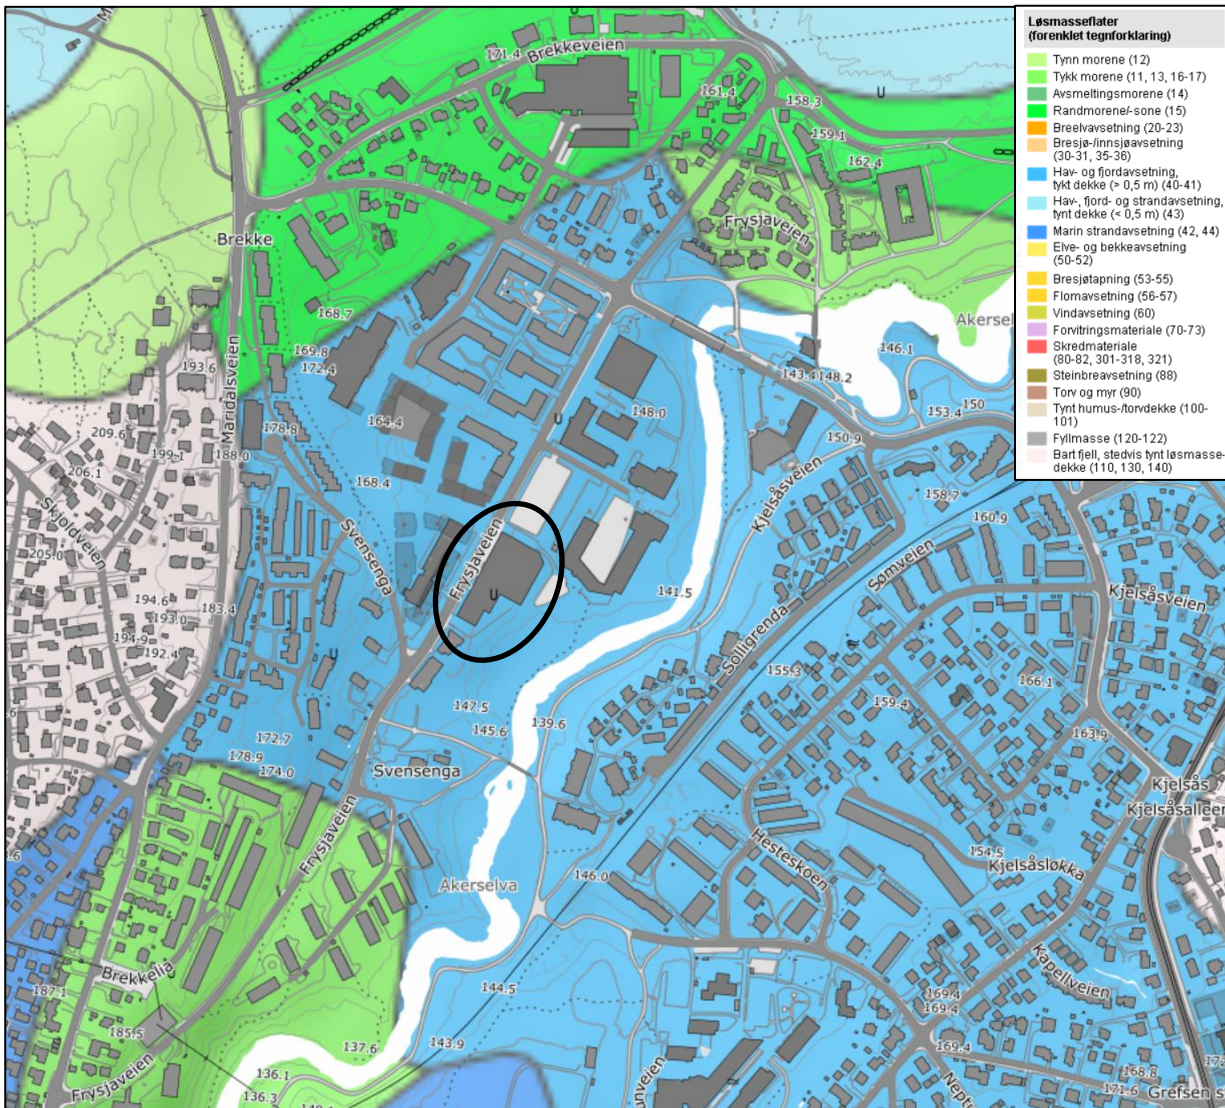 Løsmasseflater
(forenklet tegnforklaring)
Tynn morene (12)
Tykk morene (11, 13, 16-17)
Avsmeltingsmorene (14)
Randmorene/-sone (15)
Breelvavsetning (20-23)
Bresjø-/innsjøavsetning
(30-31, 35-36)
Hav- og fjordavsetning,
tykt dekke (> 0,5 m) (40-41)
Hav-, fjord- og strandavsetning,
tynt dekke (< 0,5 m) (43)
Marin strandavsetning (42, 44)
Elve- og bekkeavsetning
(50-52)
Bresjøtapning (53-55)
Flomavsetning (56-57)
Vindavsetning (60)
Forvitringsmateriale (70-73)
Skredmateriale
(80-82, 301-318, 321)
Steinbreavsetning (88)
Torv og myr (90)
Tynt humus-/torvdekke (100-
101)
Fyllmasse (120-122)
Bart fjell, stedvis tynt løsmasse-
dekke (110, 130, 140)
Brekkeveien
171.4
161.4
158.3
U
159.1
162.4
Frysjaveien
Brekke
168.7
Akersel
146.1
169.8
172.4
143.4
148.2
150
153.4
193.6
Maridalsveien
164.4
U
148.0
178.8
150.9
209.6
199.1
188.0
206.1
168.4
Kjelsåsveien
158.7
160.9
Skjoldveien
Svensenga
Frysjaveien
205.0
Sømveien
194.6
183.4
193.0
U
141.5
Kjelsåsveien
194.9
192.4
U
Solligrenda
155.3
166.1
147.5
145.6
139.6
159.4
163.9
172.7
178.9
174.0
Svensenga
Kjelsås
Kjelsåsalleen
Frysjaveien
Hesteskoen
154.5
Kjelsåsløkka
Akerselva
146.0
Brekkelia
187.1
144.5
Kapellveien
169.4
169.4
185.5
137.6
143.9
169.4
136.1
168.8
Frysjaveien
136.3
unveien
Neptu
171.6
Grefsen s